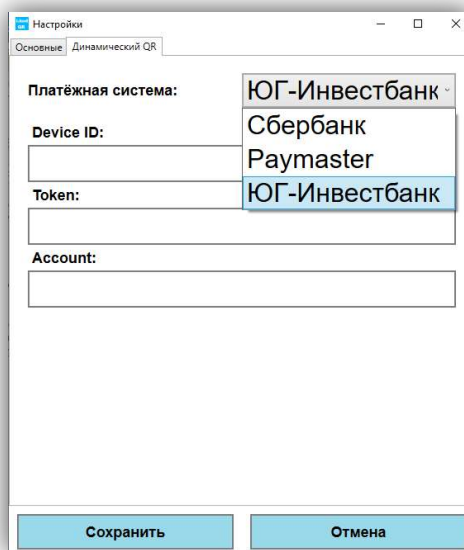 Настройки
Основные Динамический QR
Платёжная система: ЮГ-Инвестбанк
Сбербанк
Paymaster
ЮГ-Инвестбанк
Device ID:
Token:
Account:
Сохранить Отмена